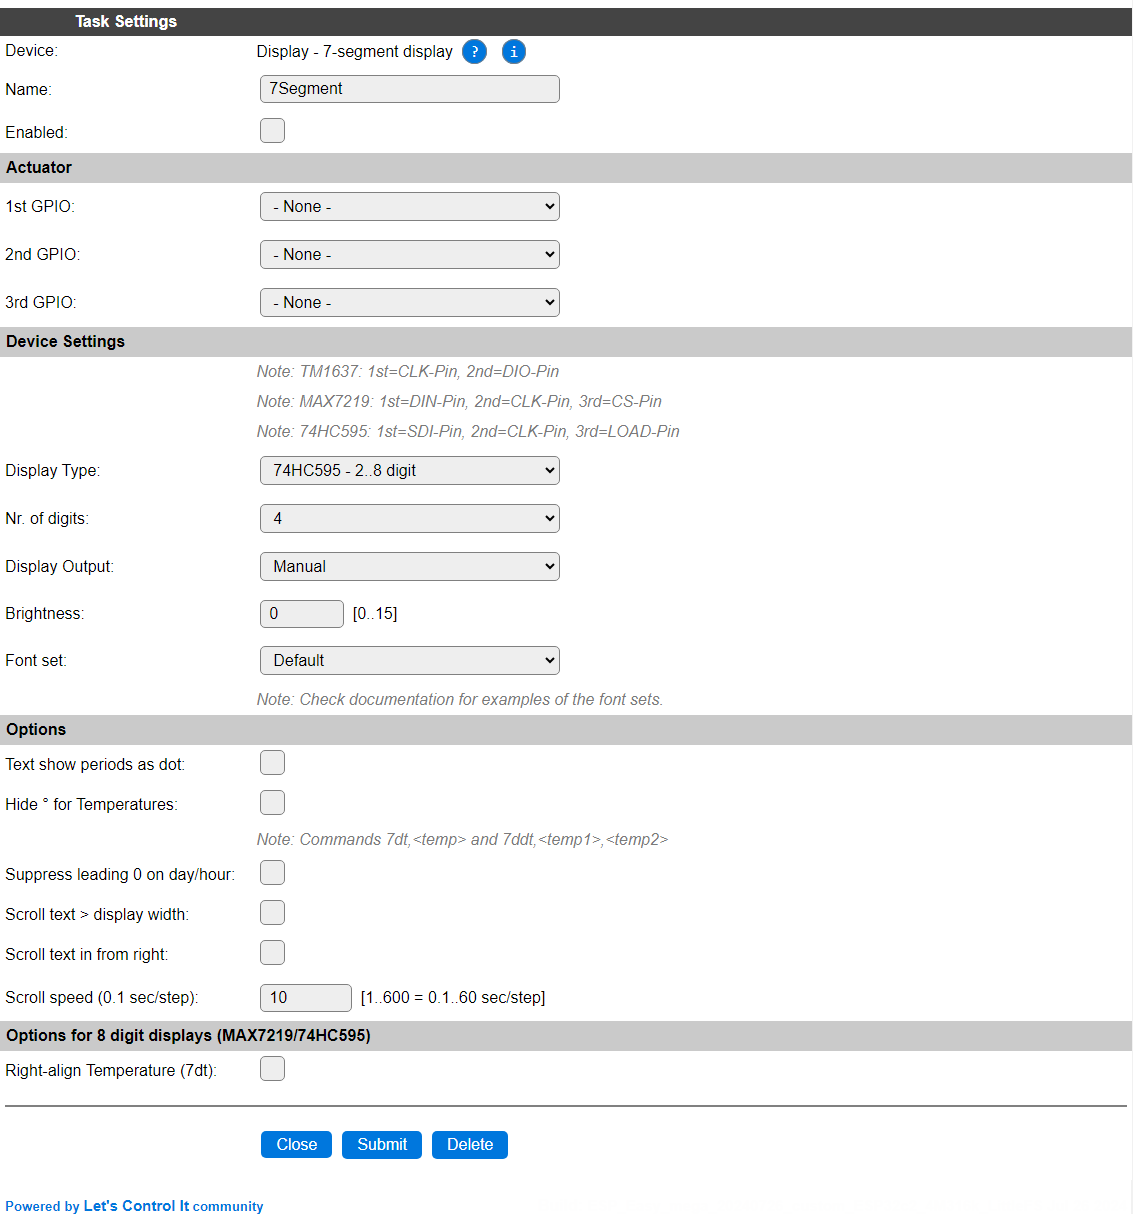 Task Settings
Device: Display - 7-segment display ? i
Name: 7Segment
Enabled:
Actuator
1st GPIO: - None -
2nd GPIO: - None -
3rd GPIO: - None -
Device Settings
Note: TM1637: 1st=CLK-Pin, 2nd=DIO-Pin
Note: MAX7219: 1st=DIN-Pin, 2nd=CLK-Pin, 3rd=CS-Pin
Note: 74HC595: 1st=SDI-Pin, 2nd=CLK-Pin, 3rd=LOAD-Pin
Display Type: 74HC595 - 2..8 digit
Nr. of digits: 4
Display Output: Manual
Brightness: 0 [0..15]
Font set: Default
Note: Check documentation for examples of the font sets.
Options
Text show periods as dot:
Hide ° for Temperatures:
Note: Commands 7dt,<temp> and 7ddt,<temp1>,<temp2>
Suppress leading 0 on day/hour:
Scroll text > display width:
Scroll text in from right:
Scroll speed (0.1 sec/step): 10 [1..600 = 0.1..60 sec/step]
Options for 8 digit displays (MAX7219/74HC595)
Right-align Temperature (7dt):
Close Submit Delete
Powered by Let's Control It community